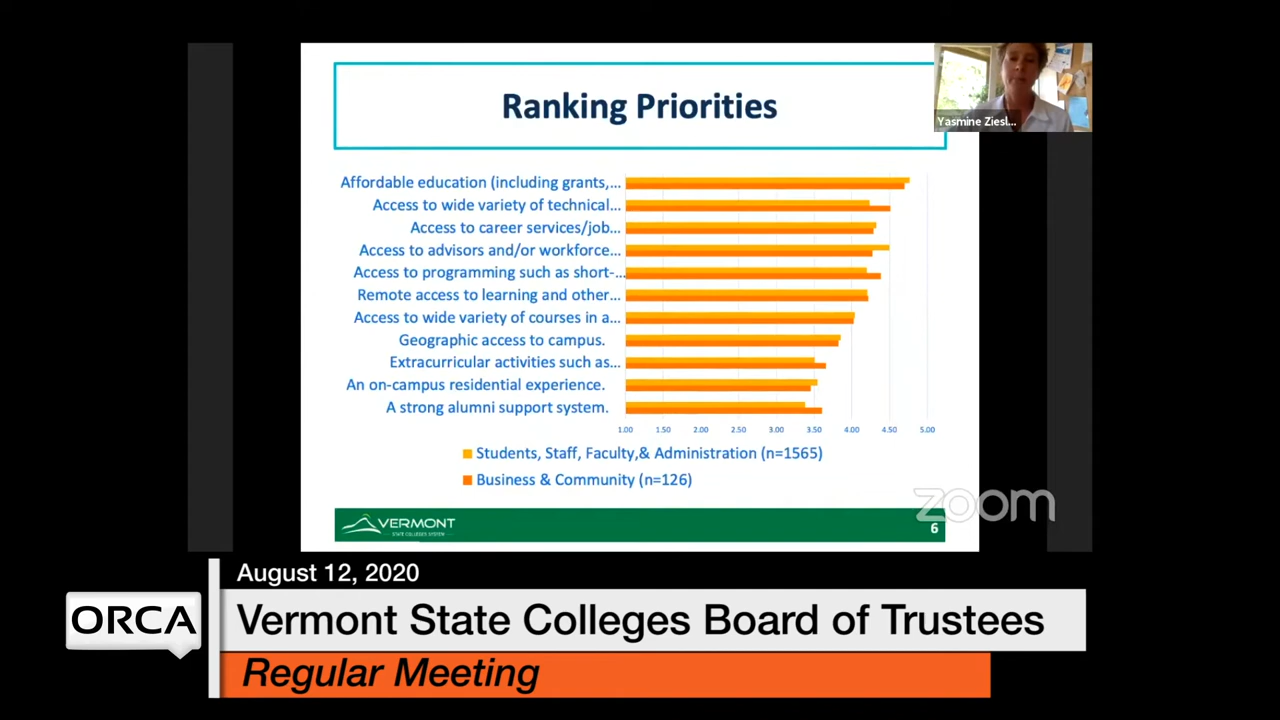 Ranking Priorities
Yasmine Ziesl...
Affordable education (including grants,...
Access to wide variety of technical...
Access to career services/job...
Access to advisors and/or workforce...
Access to programming such as short-...
Remote access to learning and other...
Access to wide variety of courses in a...
Geographic access to campus.
Extracurricular activities such as...
An on-campus residential experience.
A strong alumni support system.
1.00 1.50 2.00 2.50 3.00 3.50 4.00 4.50 5.00
Students, Staff, Faculty,& Administration (n=1565)
Business & Community (n=126)
zoom
VERMONT
STATE COLLEGES SYSTEM
6
August 12, 2020
ORCA
Vermont State Colleges Board of Trustees
Regular Meeting